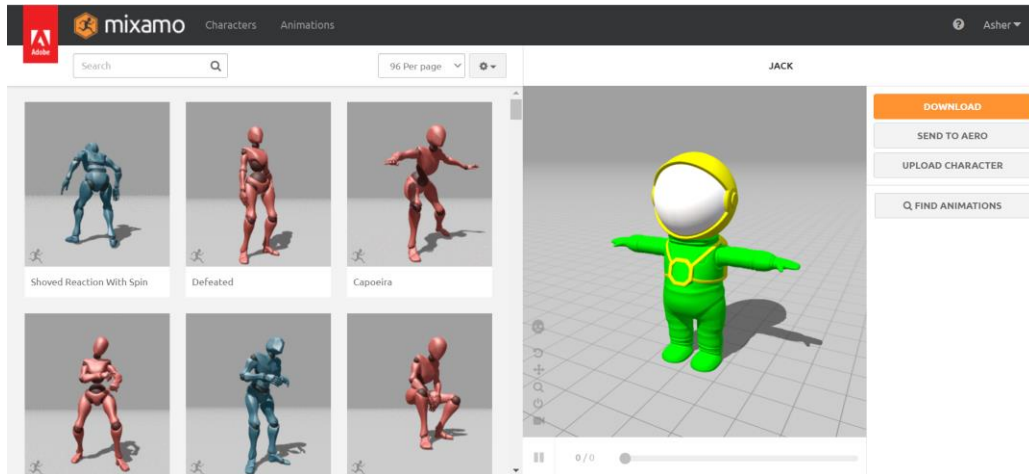 Adobe
mixamo
Characters
Animations
Asher
Search
96 Per page
JACK
Shoved Reaction With Spin
Defeated
Capoeira
DOWNLOAD
SEND TO AERO
UPLOAD CHARACTER
FIND ANIMATIONS
0 / 0